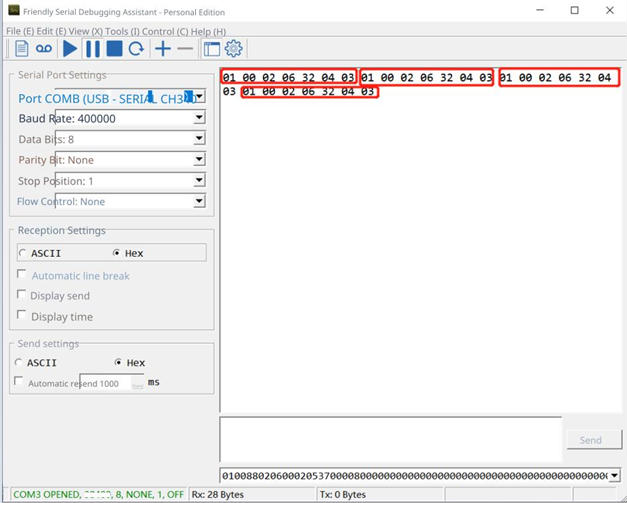 Friendly Serial Debugging Assistant - Personal Edition
File (E) Edit (E) View (X) Tools (I) Control (C) Help (H)
Serial Port Settings
Port COMB (USB - SERIAL CH340
Baud Rate: 400000
Data Bits: 8
Parity Bit: None
Stop Position: 1
Flow Control: None
Reception Settings
ASCII Hex
Automatic line break
Display send
Display time
Send settings
ASCII Hex
Automatic resend 1000 ms
01 00 02 06 32 04 03 01 00 02 06 32 04 03 01 00 02 06 32 04
03 01 00 02 06 32 04 03
Send
COM3 OPENED, 8, NONE, 1, OFF Rx: 28 Bytes Tx: 0 Bytes